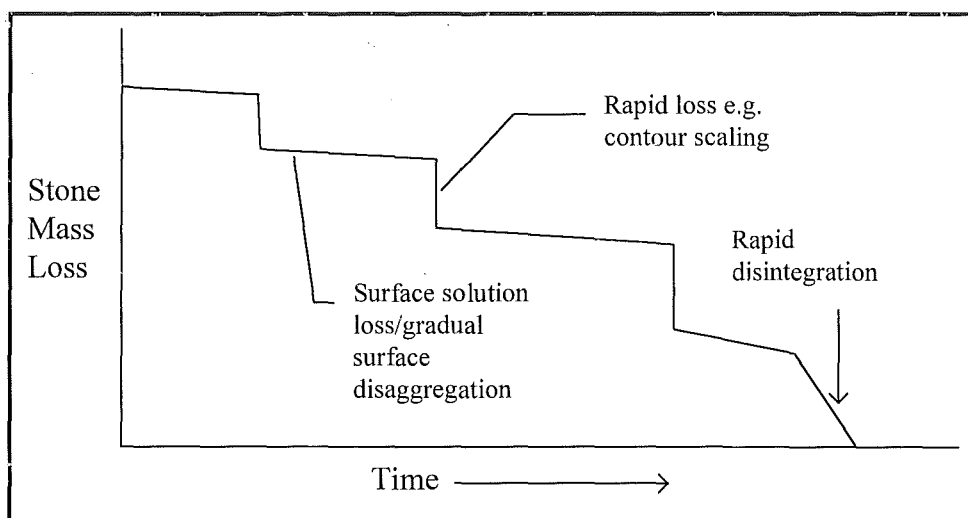 Rapid loss e.g.
contour scaling
Stone
Mass
Loss
Rapid
disintegration
Surface solution
loss/gradual
surface
disaggregation
Time